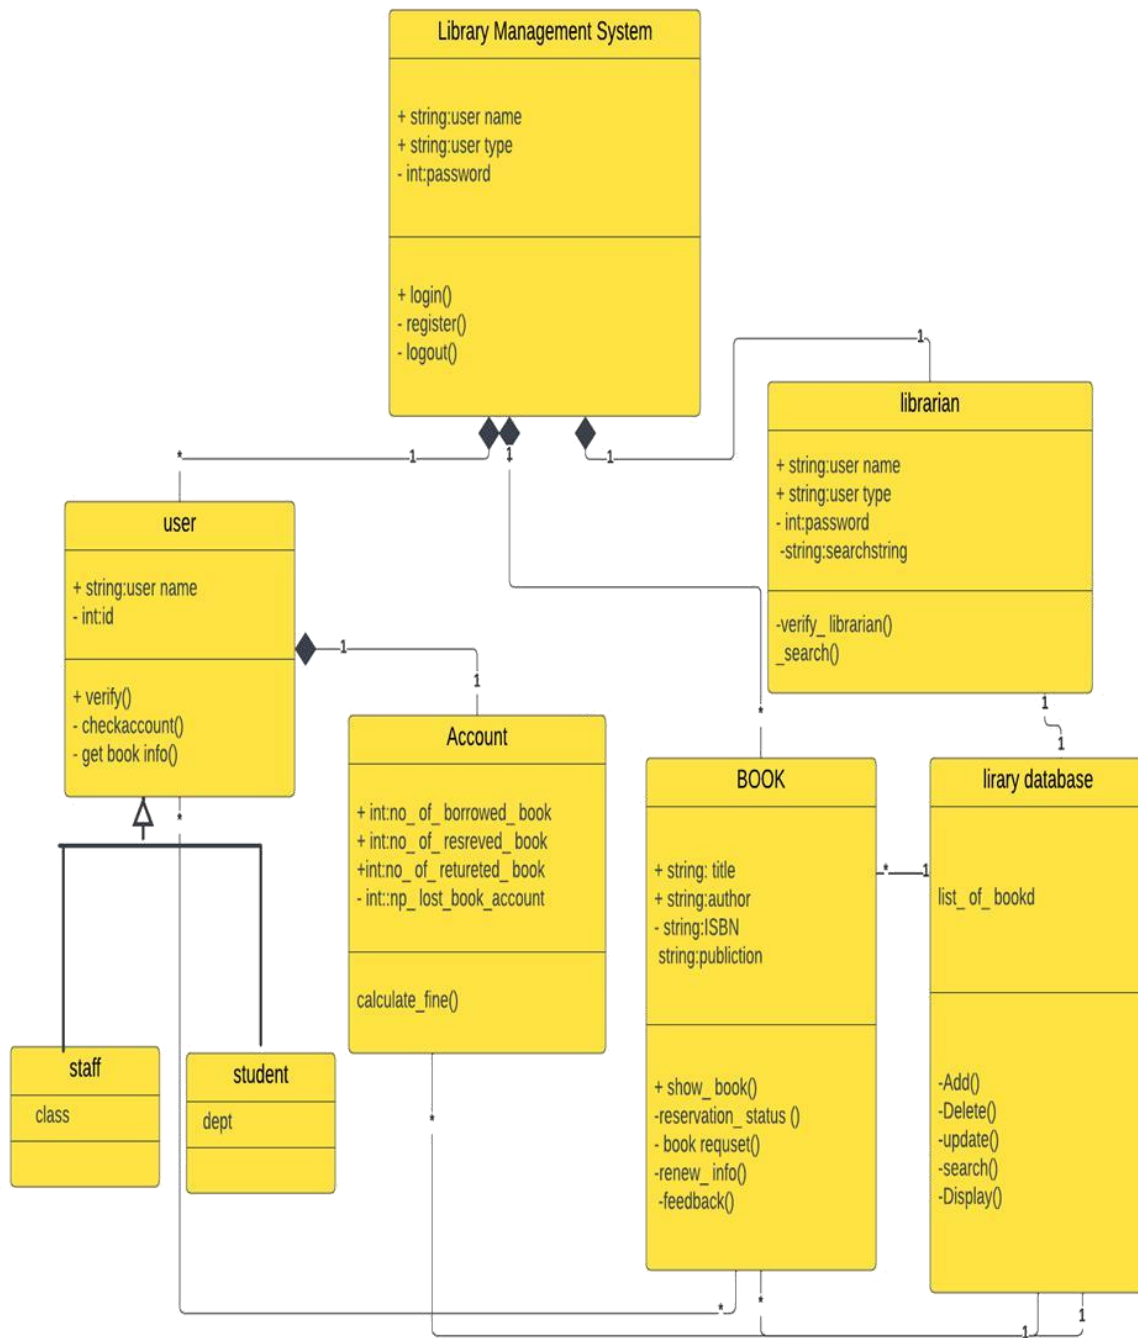 Library Management System
+ string:user name
+ string:user type
- int:password
+ login()
- register()
- logout()
1
librarian
+ string:user name
+ string:user type
- int:password
-string:searchstring
-verify_ librarian()
_search()
* 1
1
1
user
+ string:user name
- int:id
+ verify()
- checkaccount()
- get book info()
1
1
Account
+ int:no_ of_ borrowed_ book
+ int:no_ of_ resreved_ book
+int:no_ of_ retureted_ book
- int::np_ lost_book_account
calculate_fine()
*
BOOK
+ string: title
+ string:author
- string:ISBN
string:publiction
+ show_ book()
-reservation_ status ()
- book requset()
-renew_ info()
-feedback()
1
1
lirary database
list_ of_ bookd
-Add()
-Delete()
-update()
-search()
-Display()
* 1
*
staff
class
student
dept
*
*
*
1
1